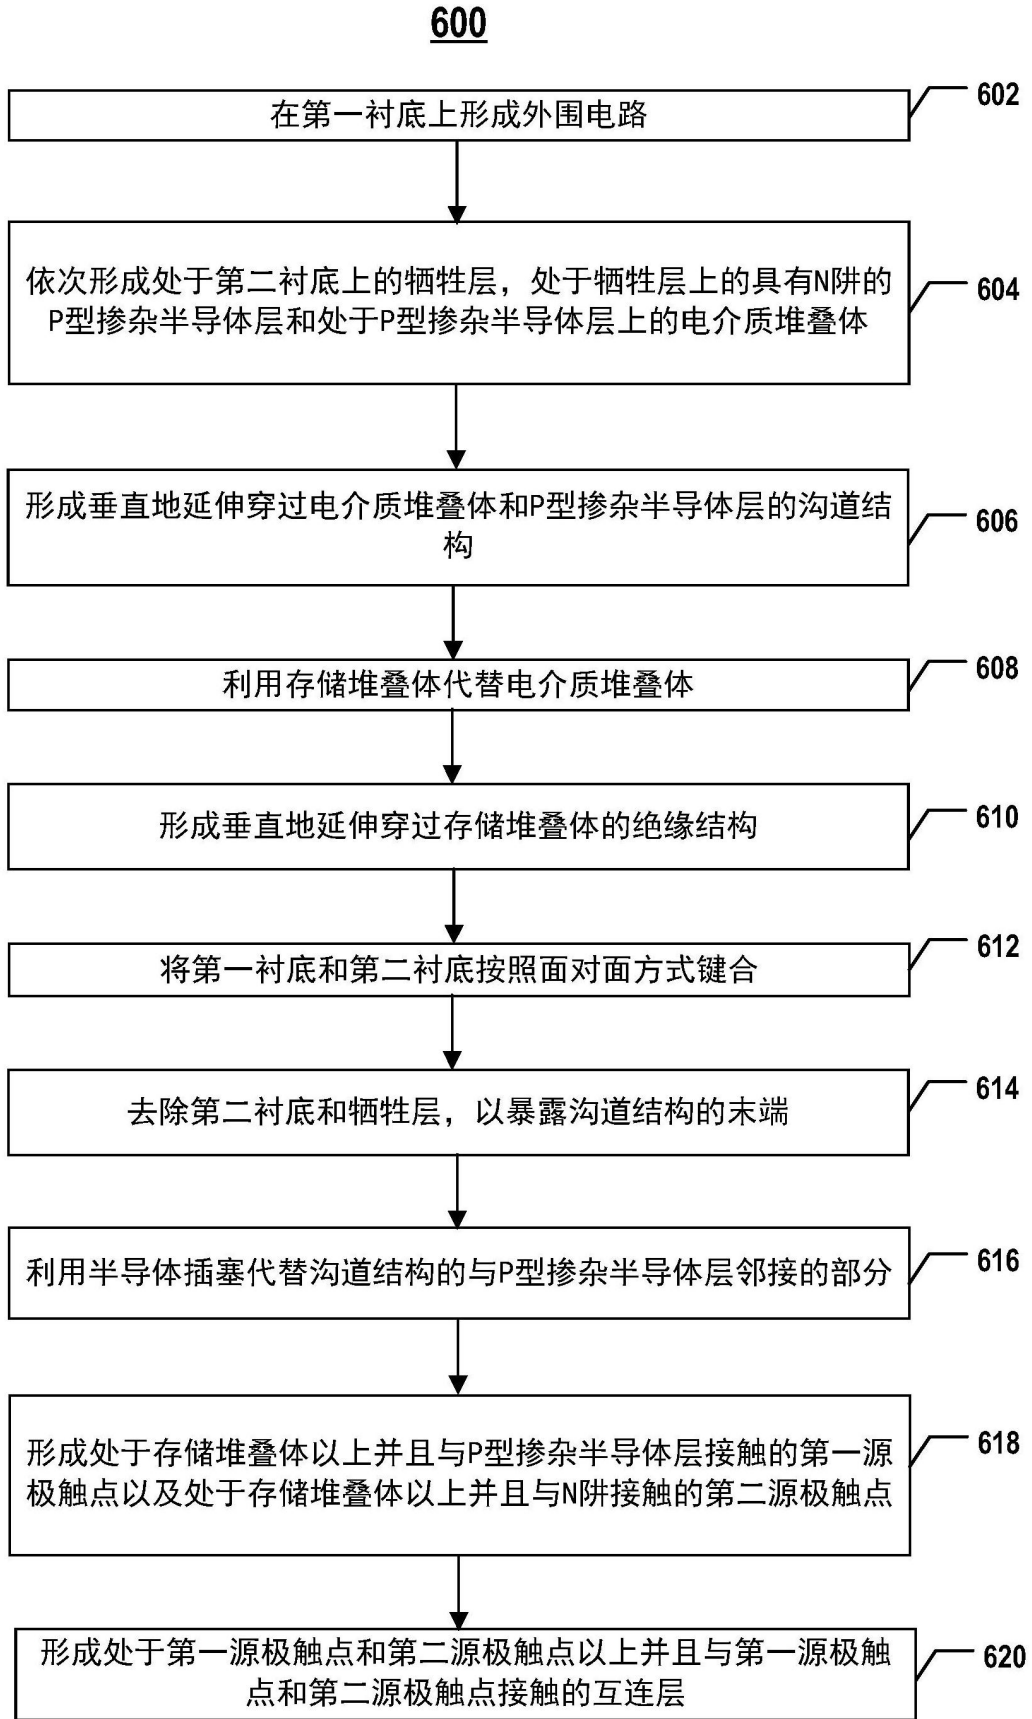 600
在第一衬底上形成外围电路
602
依次形成处于第二衬底上的牺牲层，处于牺牲层上的具有N阱的
P型掺杂半导体层和处于P型掺杂半导体层上的电介质堆叠体
604
形成垂直地延伸穿过电介质堆叠体和P型掺杂半导体层的沟道结
构
606
利用存储堆叠体代替电介质堆叠体
608
形成垂直地延伸穿过存储堆叠体的绝缘结构
610
将第一衬底和第二衬底按照面对面方式键合
612
去除第二衬底和牺牲层，以暴露沟道结构的末端
614
利用半导体插塞代替沟道结构的与P型掺杂半导体层邻接的部分
616
形成处于存储堆叠体以上并且与P型掺杂半导体层接触的第一源
极触点以及处于存储堆叠体以上并且与N阱接触的第二源极触点
618
形成处于第一源极触点和第二源极触点以上并且与第一源极触
点和第二源极触点接触的互连层
620